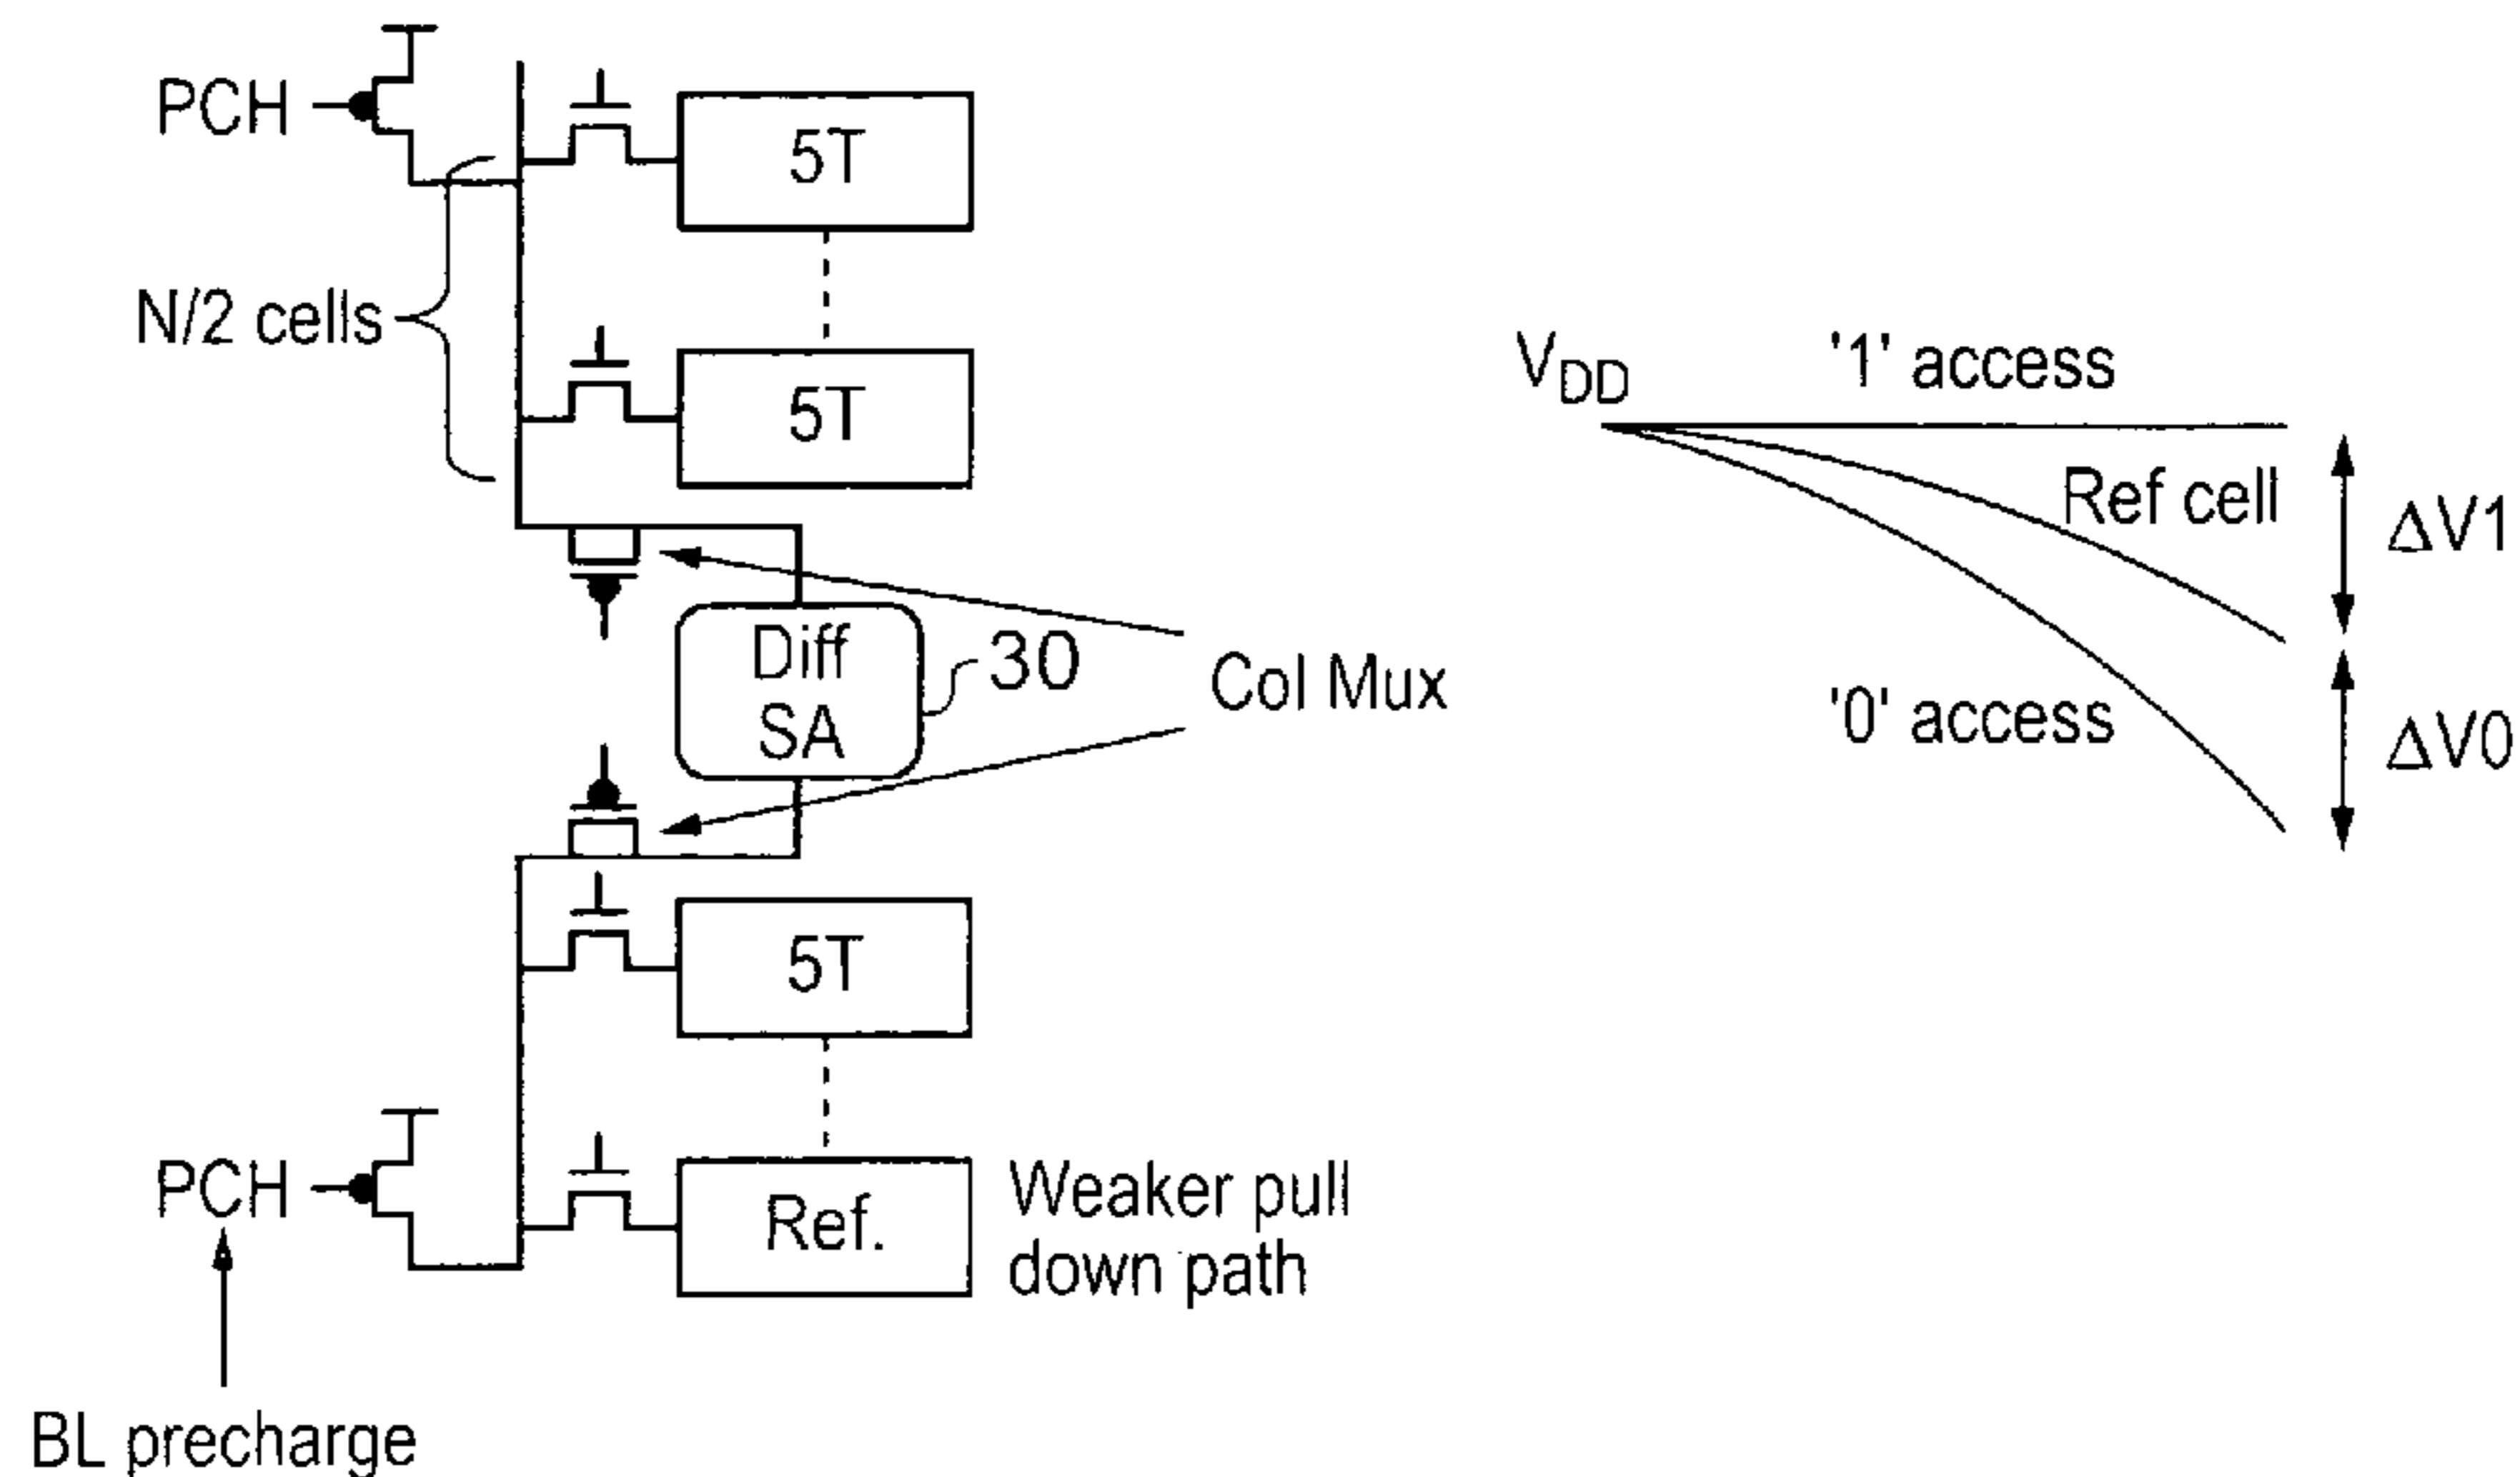 PCH
5T
N/2 cells
5T
Diff
SA
30
Col Mux
5T
PCH
Ref.
Weaker pull
down path
BL precharge
VDD
'1' access
Ref cell
ΔV1
'0' access
ΔV0